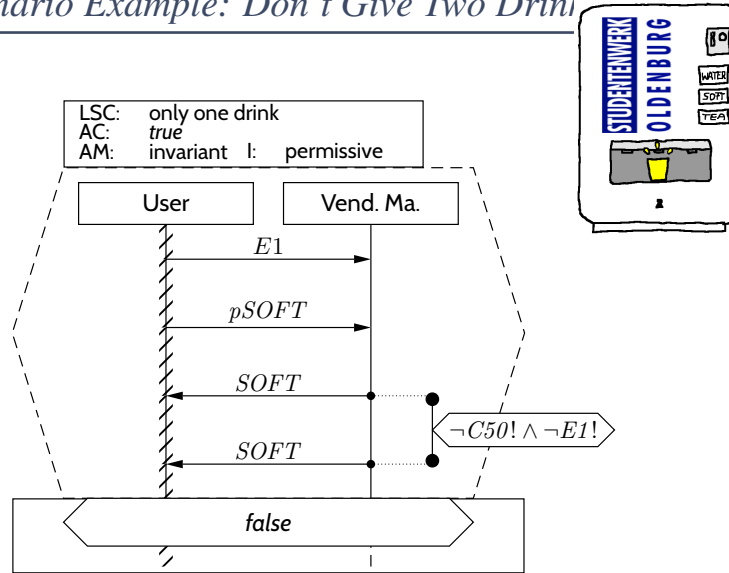 nario Example: Don't Give Two Drin
STUDENTENWERK
OLDENBURG
WATER
SOFT
TEA
LSC: only one drink
AC: true
AM: invariant I: permissive
User
Vend. Ma.
E1
pSOFT
SOFT
¬C50! ∧ ¬E1!
SOFT
false